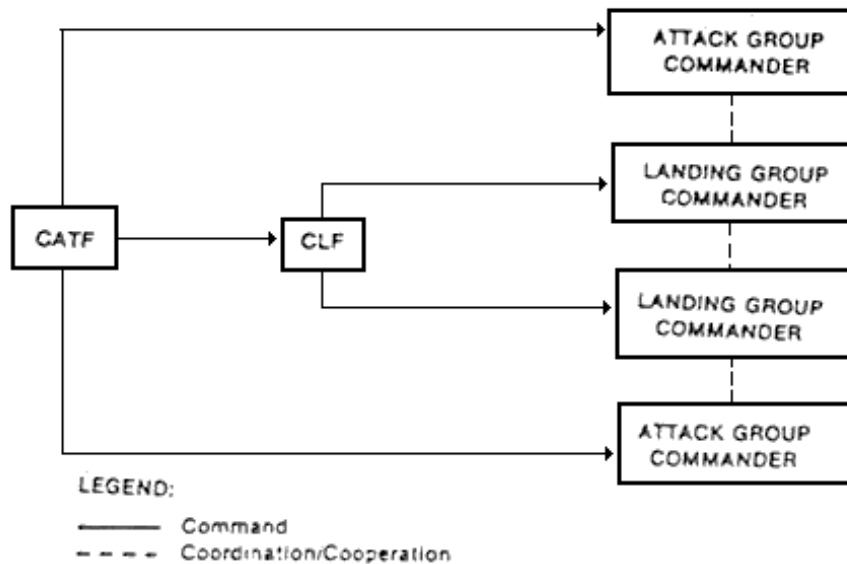 ATTACK GROUP
COMMANDER
LANDING GROUP
COMMANDER
CATF
CLF
LANDING GROUP
COMMANDER
ATTACK GROUP
COMMANDER
LEGEND:
Command
Coordination/Cooperation